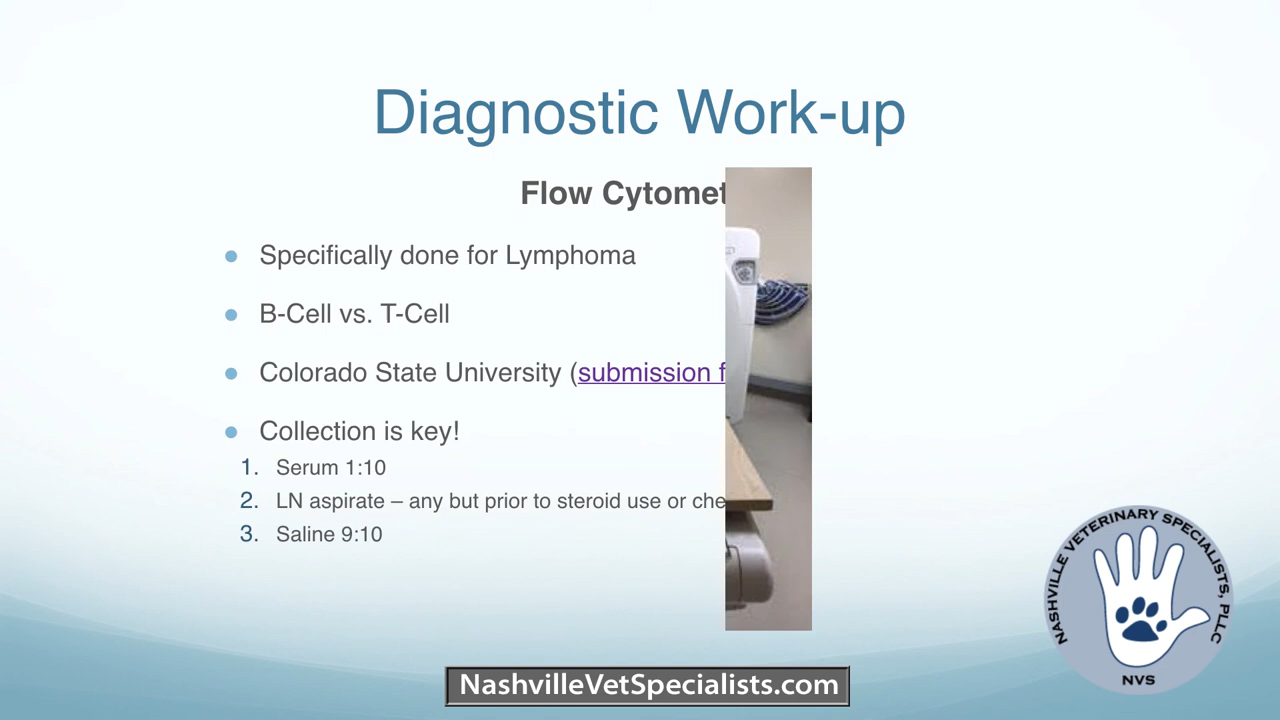 Diagnostic Work-up
Flow Cytomet
Specifically done for Lymphoma
B-Cell vs. T-Cell
Colorado State University (submission f
Collection is key!
1. Serum 1:10
2. LN aspirate – any but prior to steroid use or che
3. Saline 9:10
NASHVILLE VETERINARY SPECIALISTS, PLLC
NVS
NashvilleVetSpecialists.com